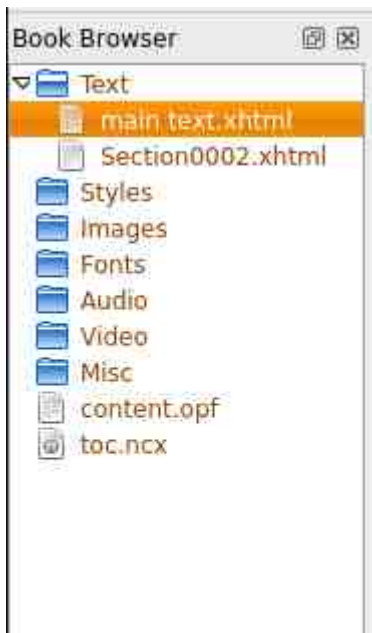 Book Browser
Text
main text.xhtml
Section0002.xhtml
Styles
Images
Fonts
Audio
Video
Misc
content.opf
toc.ncx